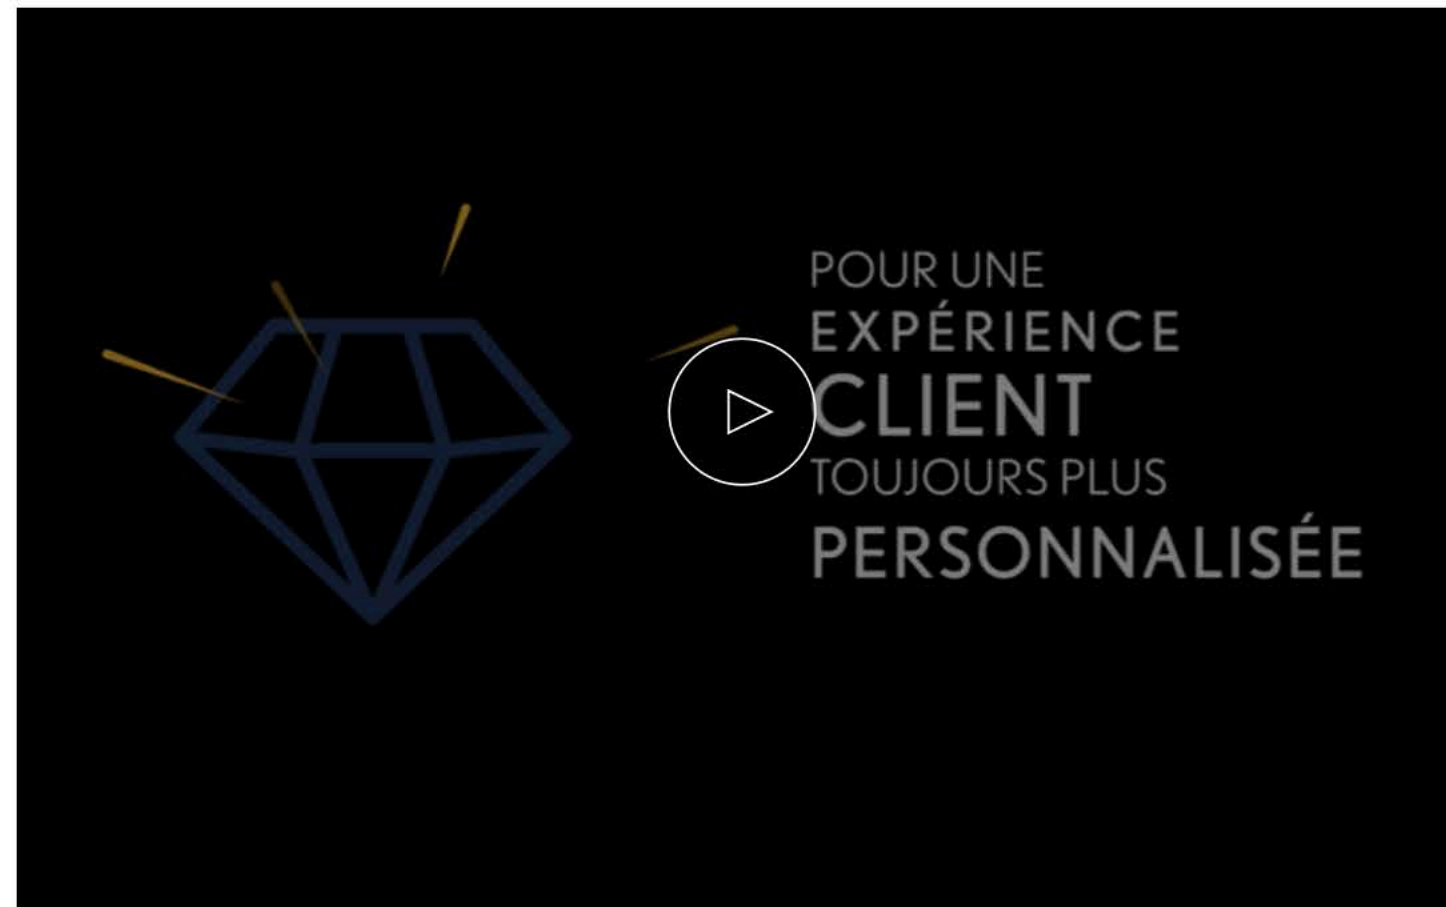 POUR UNE
EXPÉRIENCE
CLIENT
TOUJOURS PLUS
PERSONNALISÉE